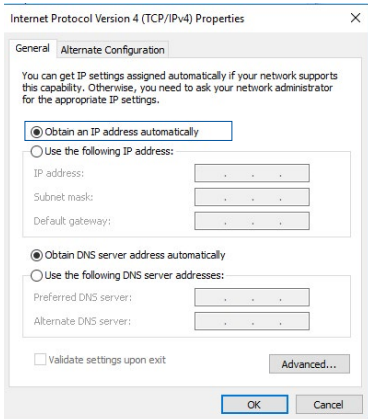 Internet Protocol Version 4 (TCP/IPv4) Properties
General
Alternate Configuration
You can get IP settings assigned automatically if your network supports
this capability. Otherwise, you need to ask your network administrator
for the appropriate IP settings.
Obtain an IP address automatically
Use the following IP address:
IP address:
Subnet mask:
Default gateway:
Obtain DNS server address automatically
Use the following DNS server addresses:
Preferred DNS server:
Alternate DNS server:
Validate settings upon exit
Advanced...
OK
Cancel